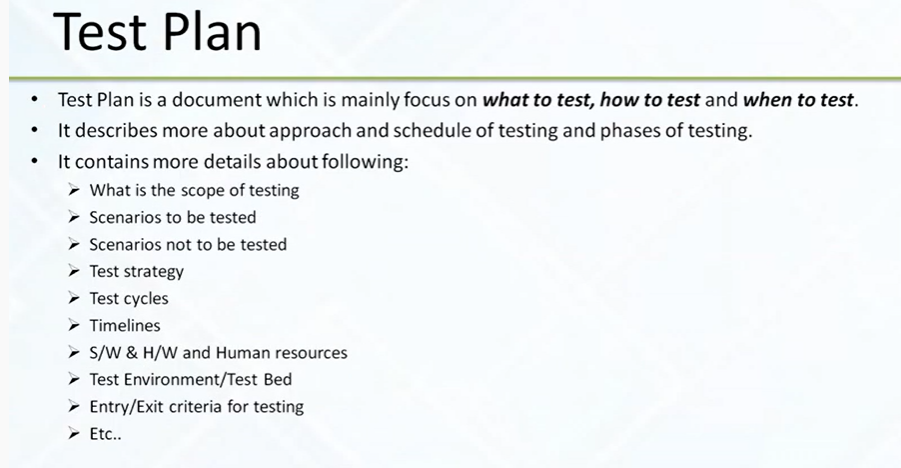 Test Plan
• Test Plan is a document which is mainly focus on what to test, how to test and when to test.
• It describes more about approach and schedule of testing and phases of testing.
• It contains more details about following:
➢ What is the scope of testing
➢ Scenarios to be tested
➢ Scenarios not to be tested
➢ Test strategy
➢ Test cycles
➢ Timelines
➢ S/W & H/W and Human resources
➢ Test Environment/Test Bed
➢ Entry/Exit criteria for testing
➢ Etc..